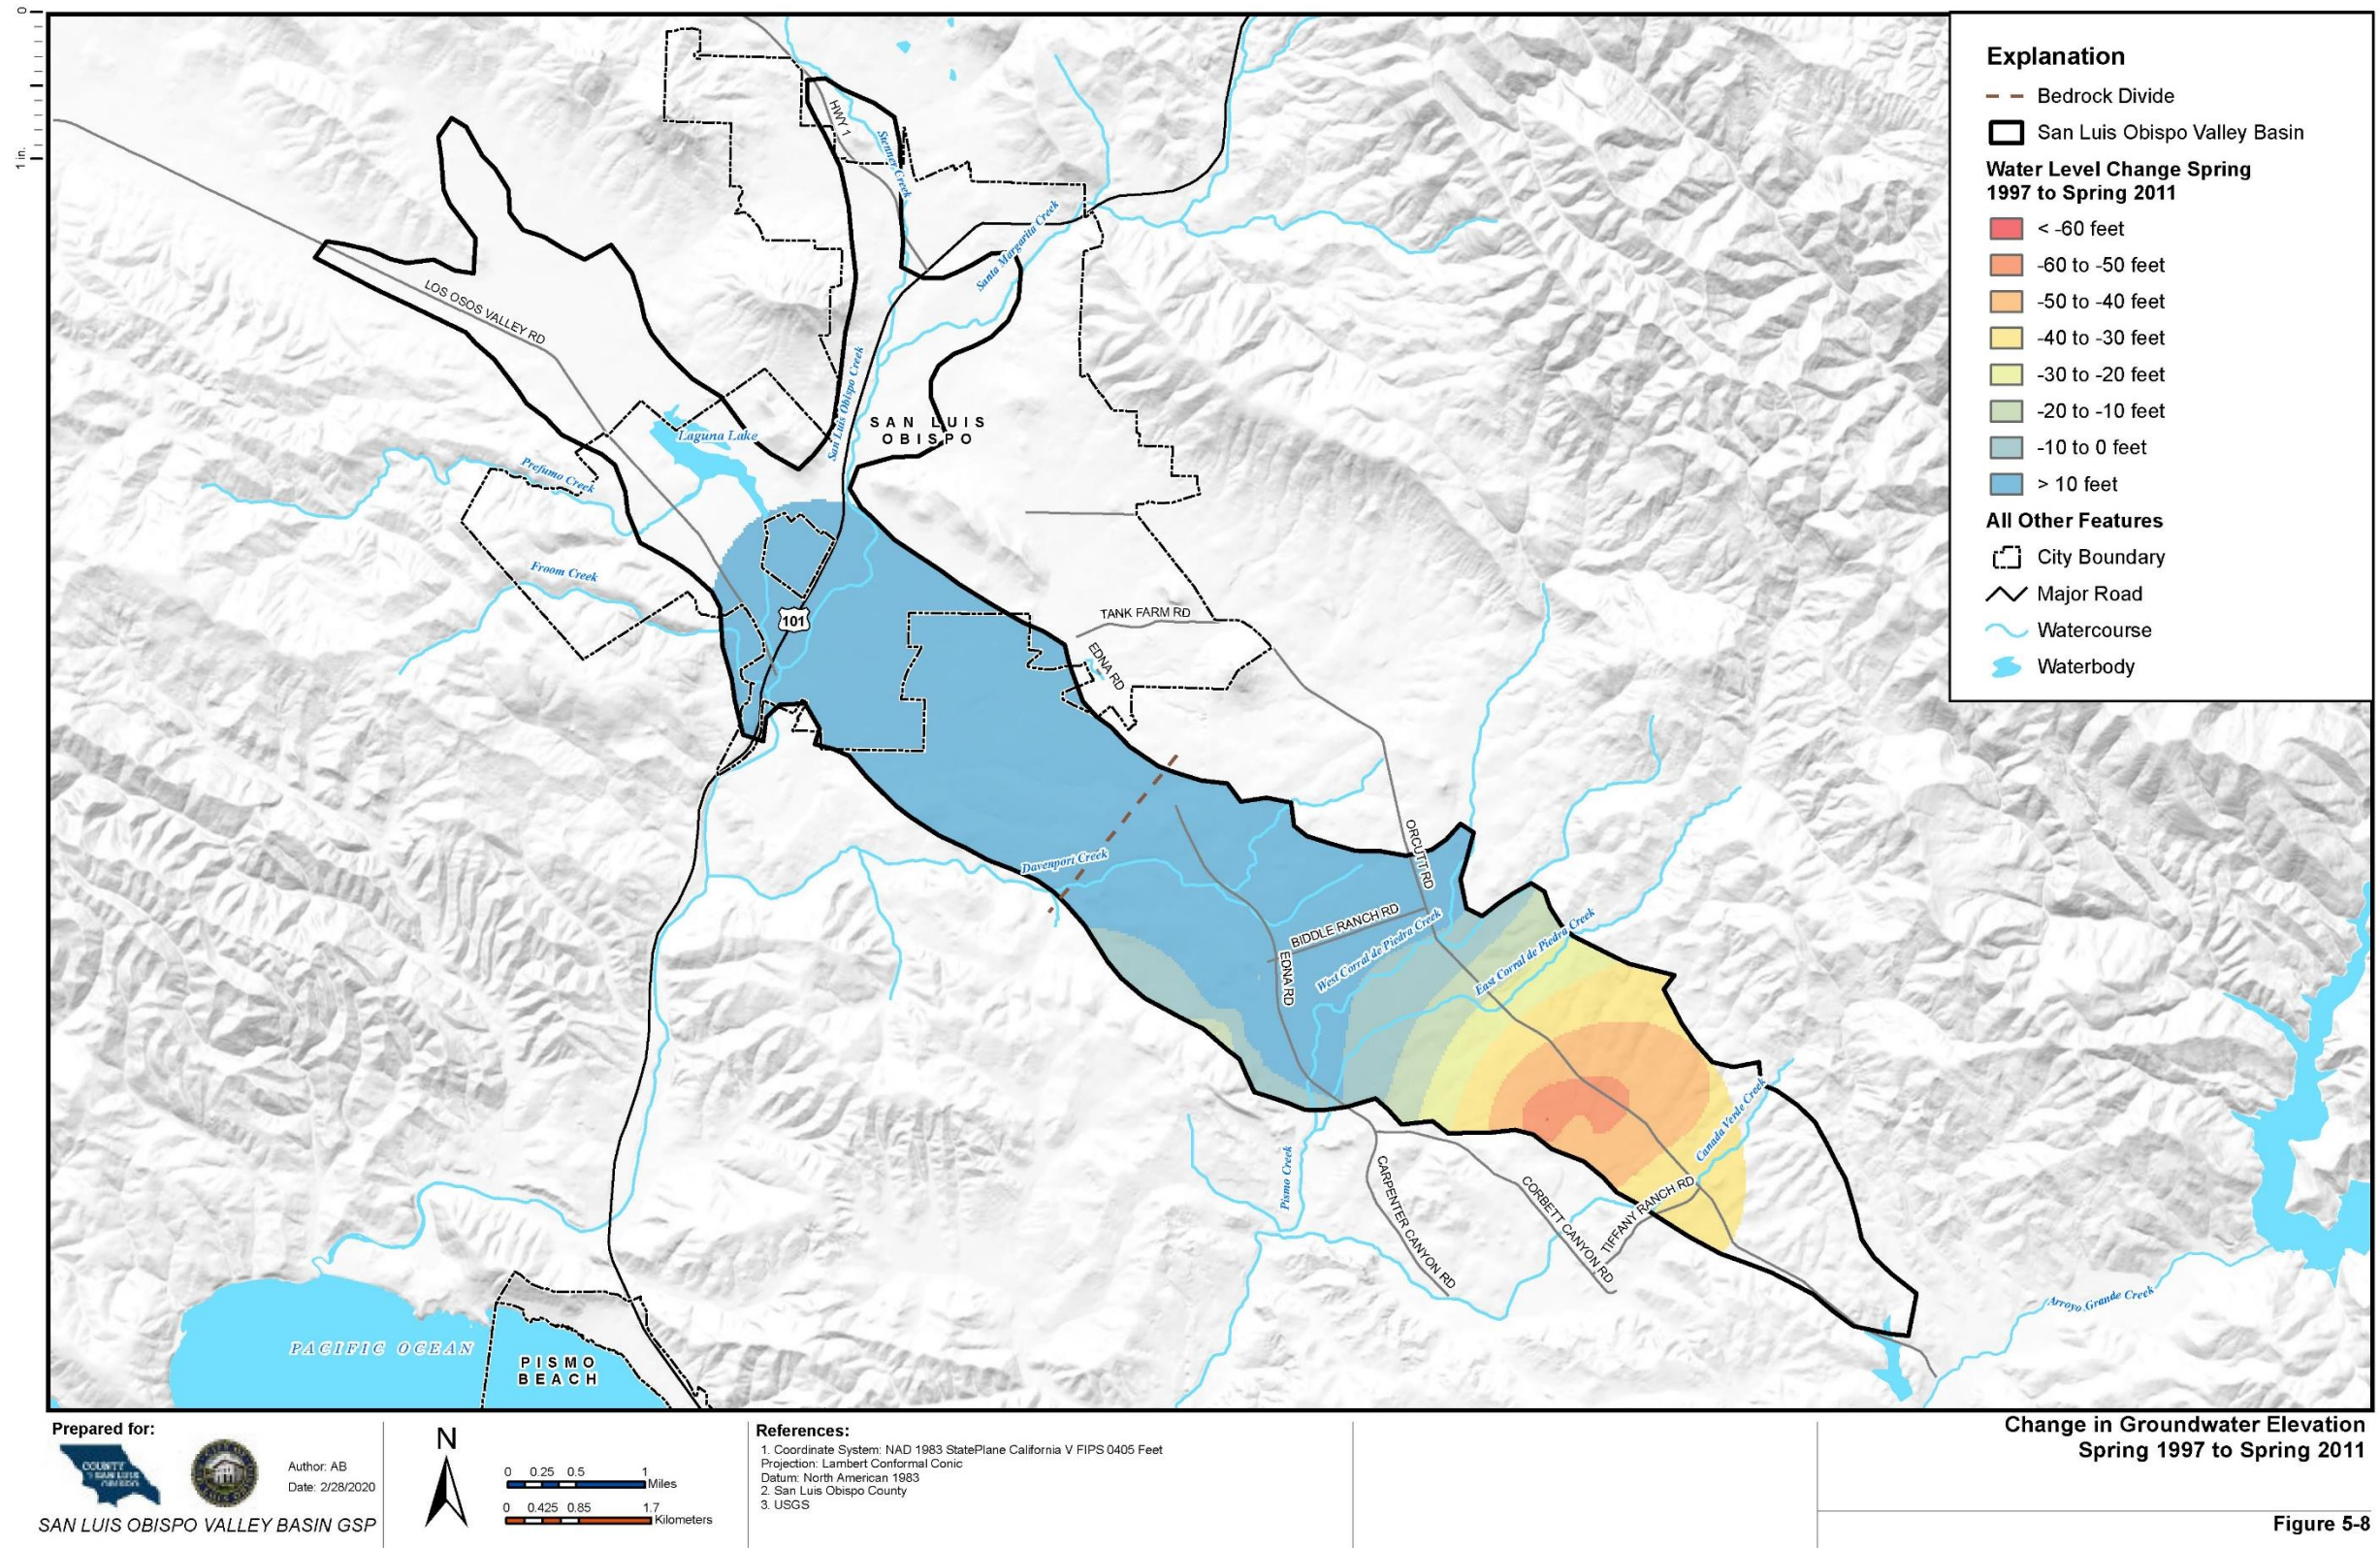 0
1 in.
HWY 1
Stenner Creek
Santa Margarita Creek
LOS OSOS VALLEY RD
San Luis Obispo Creek
SAN LUIS
OBISPO
Laguna Lake
Prefumo Creek
Froom Creek
101
TANK FARM RD
EDNA RD
Davenport Creek
ORCUTT RD
BIDDLE RANCH RD
West Corral de Piedra Creek
East Corral de Piedra Creek
EDNA RD
Canada Verde Creek
Pismo Creek
CARPENTER CANYON RD
CORBETT CANYON RD
TIFFANY RANCH RD
Arroyo Grande Creek
PACIFIC OCEAN
PISMO
BEACH
Explanation
Bedrock Divide
San Luis Obispo Valley Basin
Water Level Change Spring
1997 to Spring 2011
< -60 feet
-60 to -50 feet
-50 to -40 feet
-40 to -30 feet
-30 to -20 feet
-20 to -10 feet
-10 to 0 feet
> 10 feet
All Other Features
City Boundary
Major Road
Watercourse
Waterbody
Prepared for:
COUNTY
SAN LUIS
OBISPO
Author: AB
Date: 2/28/2020
SAN LUIS OBISPO VALLEY BASIN GSP
N
0 0.25 0.5 1
Miles
0 0.425 0.85 1.7
Kilometers
References:
1. Coordinate System: NAD 1983 StatePlane California V FIPS 0405 Feet
Projection: Lambert Conformal Conic
Datum: North American 1983
2. San Luis Obispo County
3. USGS
Change in Groundwater Elevation
Spring 1997 to Spring 2011
Figure 5-8